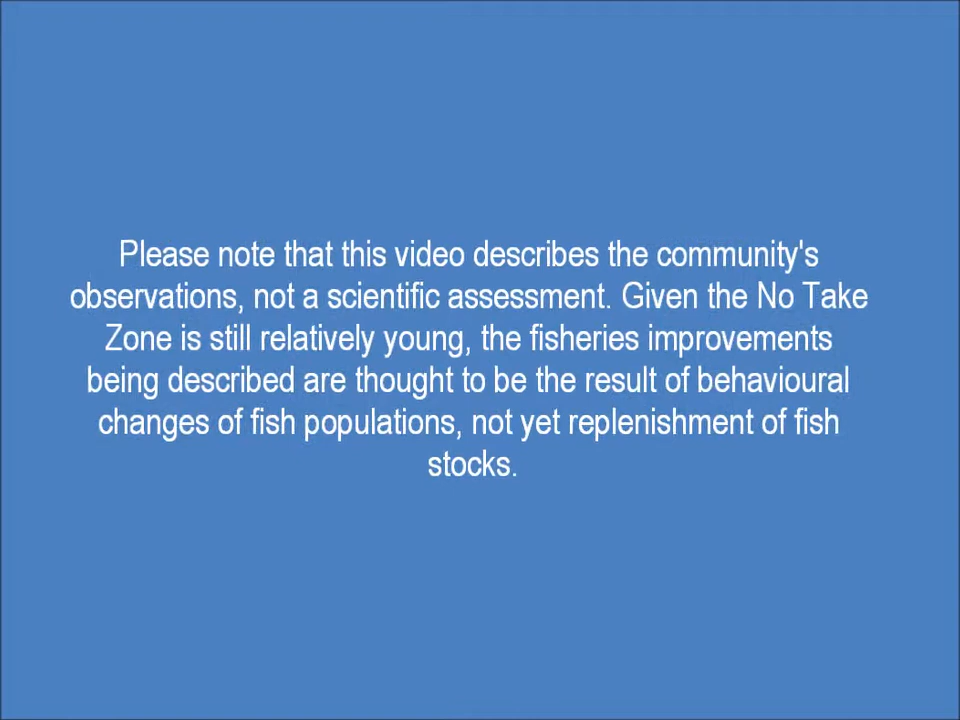 Please note that this video describes the community's
observations, not a scientific assessment. Given the No Take
Zone is still relatively young, the fisheries improvements
being described are thought to be the result of behavioural
changes of fish populations, not yet replenishment of fish
stocks.